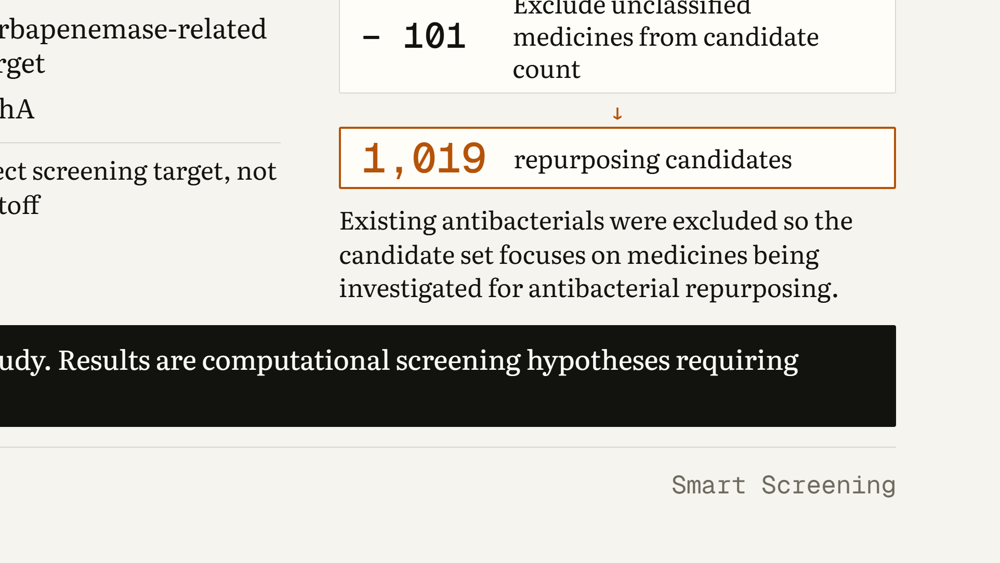 rbapenemase-related
rget
hA
ect screening target, not
toff
Exclude unclassified
– 101
medicines from candidate
count
↓
1,019 repurposing candidates
Existing antibacterials were excluded so the
candidate set focuses on medicines being
investigated for antibacterial repurposing.
udy. Results are computational screening hypotheses requiring
Smart Screening